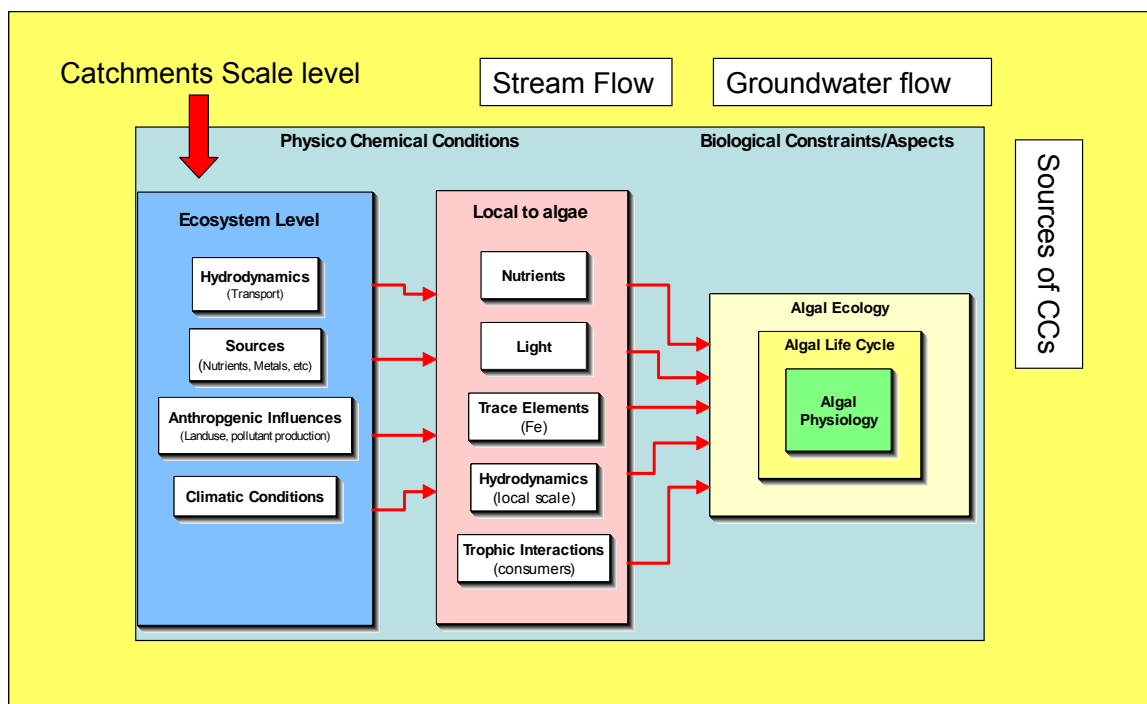 Catchments Scale level
Stream Flow
Groundwater flow
Sources of CCs
Physico Chemical Conditions
Biological Constraints/Aspects
Ecosystem Level
Hydrodynamics
(Transport)
Sources
(Nutrients, Metals, etc)
Anthropgenic Influences
(Landuse, pollutant production)
Climatic Conditions
Local to algae
Nutrients
Light
Trace Elements
(Fe)
Hydrodynamics
(local scale)
Trophic Interactions
(consumers)
Algal Ecology
Algal Life Cycle
Algal
Physiology